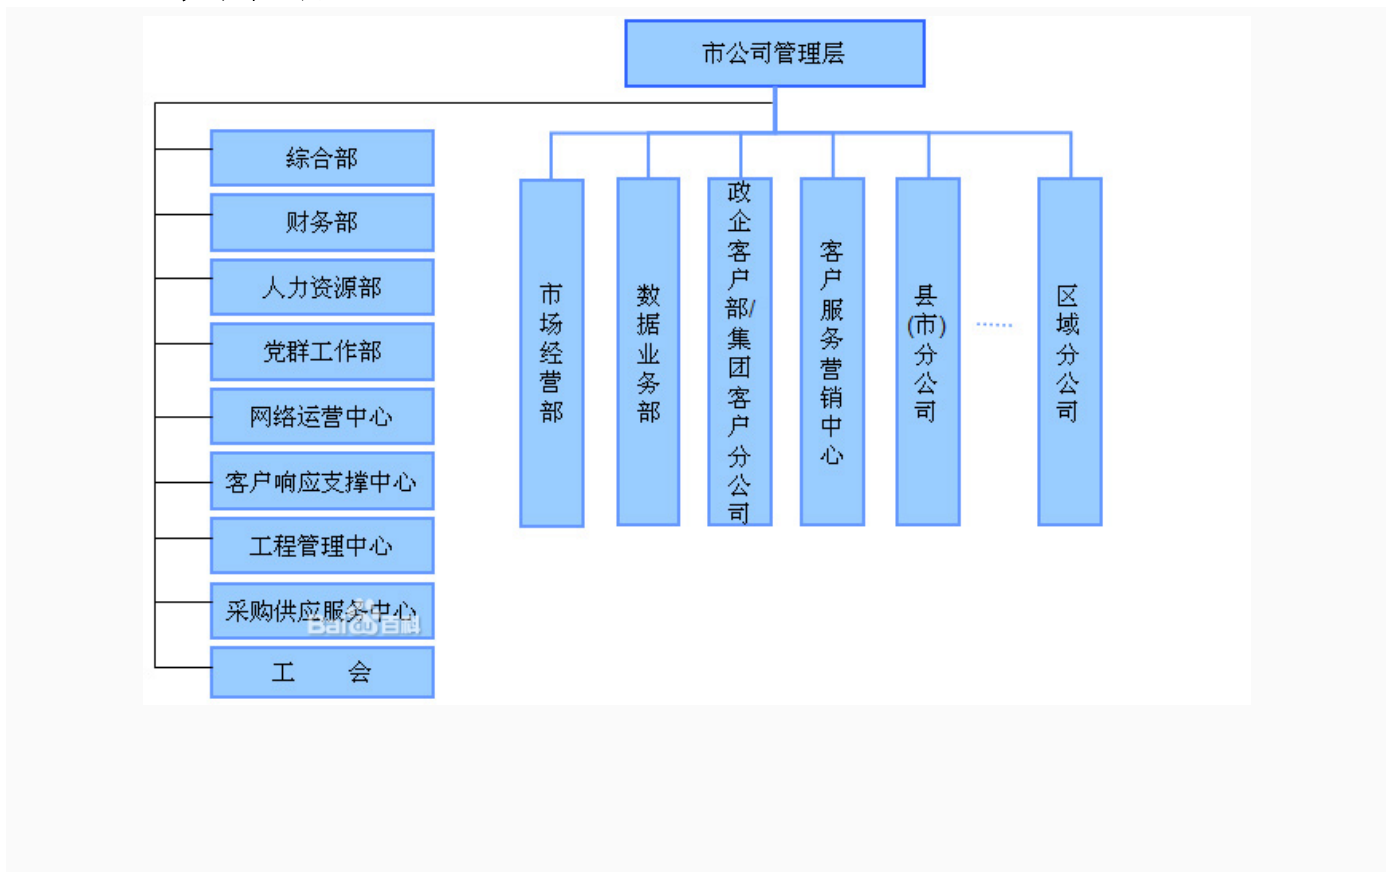 市公司管理层
综合部
财务部
人力资源部
党群工作部
网络运营中心
客户响应支撑中心
工程管理中心
采购供应服务中心
Baidu百科
工 会
市场经营部
数据业务部
政企客户部/集团客户分公司
客户服务营销中心
县(市)分公司
......
区域分公司